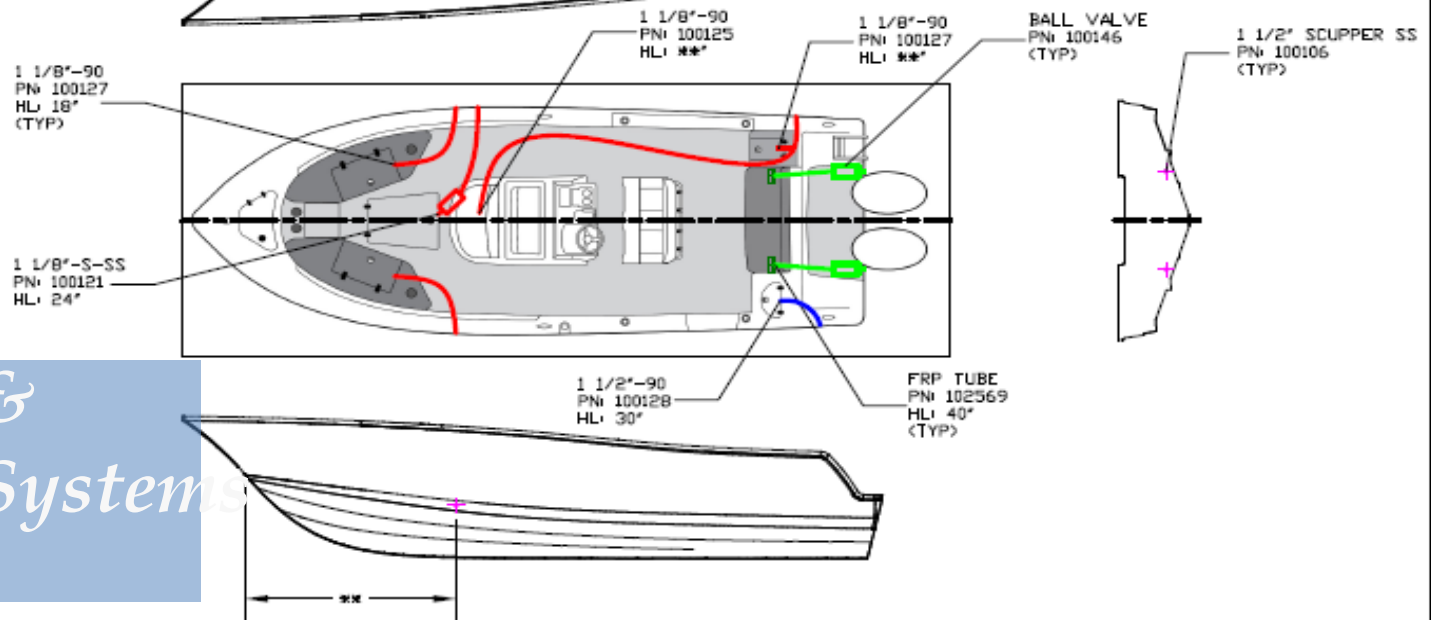 1 1/8"-90
PN: 100125
HL: **"
1 1/8"-90
PN: 100127
HL: **"
BALL VALVE
PN: 100146
(TYP)
1 1/2" SCUPPER SS
PN: 100106
(TYP)
1 1/8"-90
PN: 100127
HL: 18"
(TYP)
1 1/8"-S-SS
PN: 100121
HL: 24"
1 1/2"-90
PN: 100128
HL: 30"
FRP TUBE
PN: 102569
HL: 40"
(TYP)
&
Systems
**